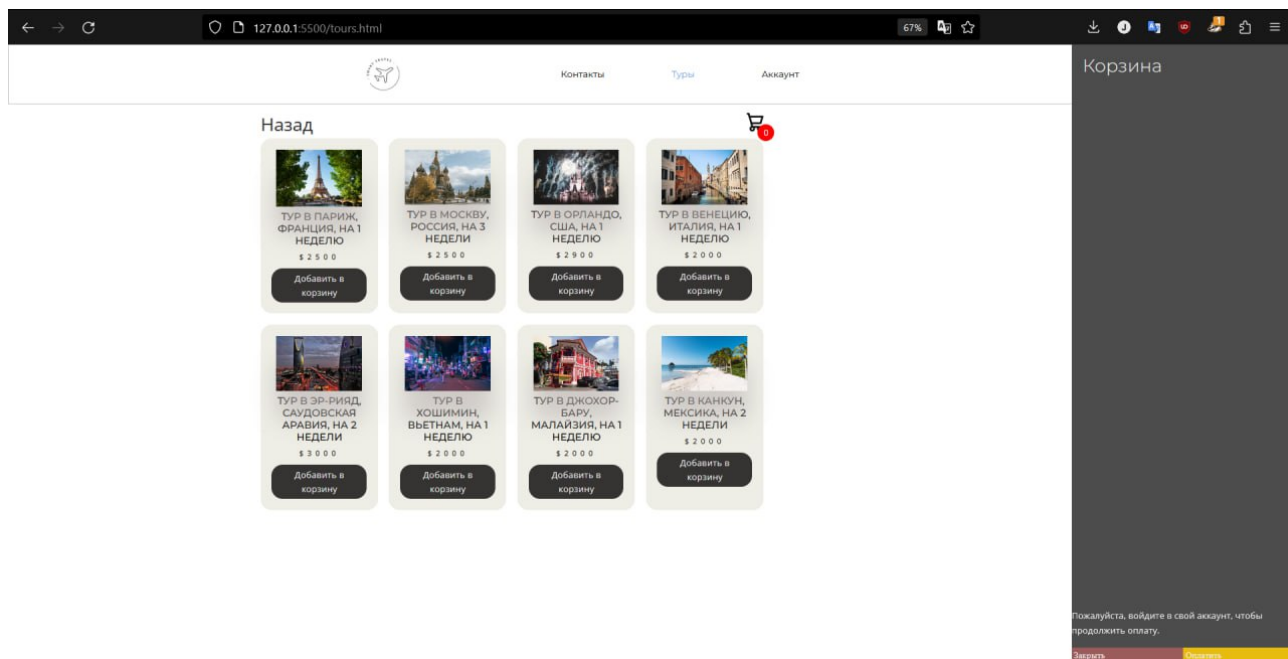 127.0.0.1:5500/tours.html
67%
Контакты
Туры
Аккаунт
Корзина
Назад
0
ТУР В ПАРИЖ,
ФРАНЦИЯ, НА 1
НЕДЕЛЮ
$2500
Добавить в
корзину
ТУР В МОСКВУ,
РОССИЯ, НА 3
НЕДЕЛИ
$2500
Добавить в
корзину
ТУР В ОРЛАНДО,
США, НА 1
НЕДЕЛЮ
$2900
Добавить в
корзину
ТУР В ВЕНЕЦИЮ,
ИТАЛИЯ, НА 1
НЕДЕЛЮ
$2000
Добавить в
корзину
ТУР В ЭР-РИЯД,
САУДОВСКАЯ
АРАВИЯ, НА 2
НЕДЕЛИ
$3000
Добавить в
корзину
ТУР В
ХОШИМИН,
ВЬЕТНАМ, НА 1
НЕДЕЛЮ
$2000
Добавить в
корзину
ТУР В ДЖОХОР-
БАРУ,
МАЛАЙЗИЯ, НА 1
НЕДЕЛЮ
$2000
Добавить в
корзину
ТУР В КАНКУН,
МЕКСИКА, НА 2
НЕДЕЛИ
$2000
Добавить в
корзину
Пожалуйста, войдите в свой аккаунт, чтобы
продолжить оплату.
Закрыть
Оплатить